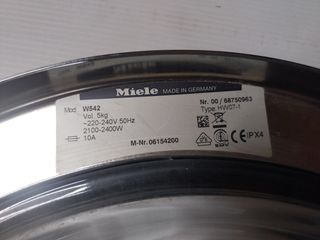 Miele MADE IN GERMANY
Mod. W542 Nr. 00 / 68750963
Vol. 5kg Type: HW07-1
~220-240V 50Hz
2100-2400W
10A M-Nr.06154200 IPX4